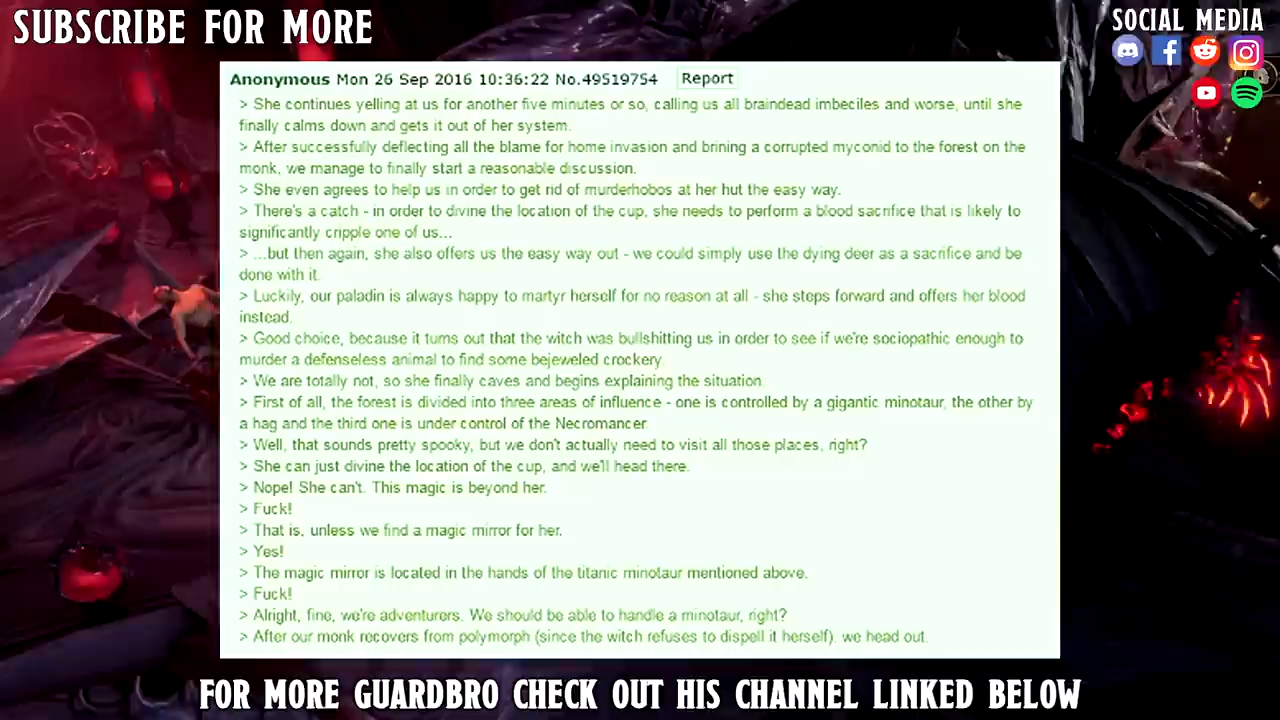 SUBSCRIBE FOR MORE
SOCIAL MEDIA
Anonymous Mon 26 Sep 2016 10:36:22 No.49519754 Report
> She continues yelling at us for another five minutes or so, calling us all braindead imbeciles and worse, until she
finally calms down and gets it out of her system.
> After successfully deflecting all the blame for home invasion and brining a corrupted myconid to the forest on the
monk, we manage to finally start a reasonable discussion.
> She even agrees to help us in order to get rid of murderhobos at her hut the easy way.
> There's a catch - in order to divine the location of the cup, she needs to perform a blood sacrifice that is likely to
significantly cripple one of us...
> ...but then again, she also offers us the easy way out - we could simply use the dying deer as a sacrifice and be
done with it.
> Luckily, our paladin is always happy to martyr herself for no reason at all - she steps forward and offers her blood
instead.
> Good choice, because it turns out that the witch was bullshitting us in order to see if we're sociopathic enough to
murder a defenseless animal to find some bejeweled crockery.
> We are totally not, so she finally caves and begins explaining the situation.
> First of all, the forest is divided into three areas of influence - one is controlled by a gigantic minotaur, the other by
a hag and the third one is under control of the Necromancer.
> Well, that sounds pretty spooky, but we don't actually need to visit all those places, right?
> She can just divine the location of the cup, and we'll head there.
> Nope! She can't. This magic is beyond her.
> Fuck!
> That is, unless we find a magic mirror for her.
> Yes!
> The magic mirror is located in the hands of the titanic minotaur mentioned above.
> Fuck!
> Alright, fine, we're adventurers. We should be able to handle a minotaur, right?
> After our monk recovers from polymorph (since the witch refuses to dispell it herself), we head out.
FOR MORE GUARDBRO CHECK OUT HIS CHANNEL LINKED BELOW